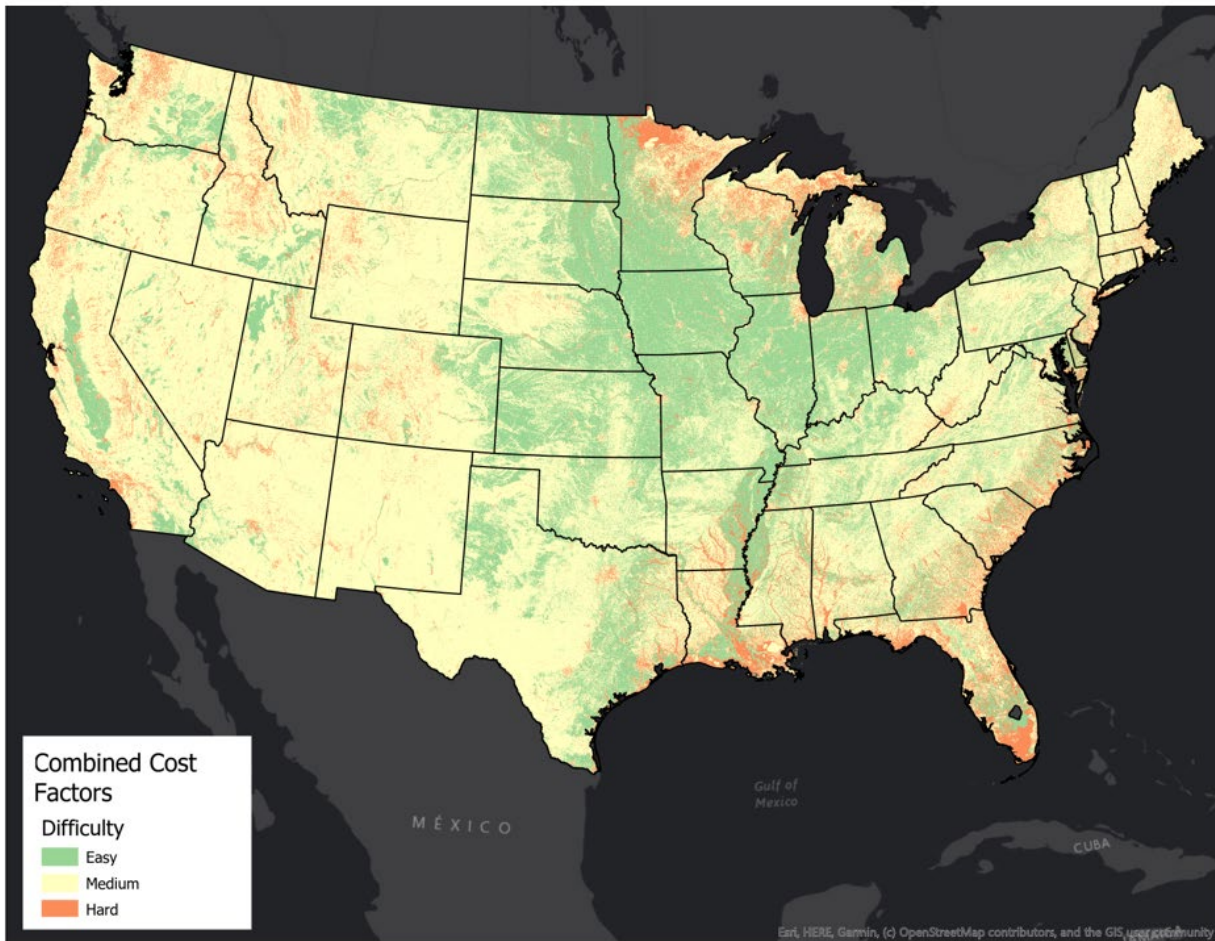 Combined Cost
Factors
Difficulty
Easy
Medium
Hard
MÉXICO
Gulf of
Mexico
CUBA
Esri, HERE, Garmin, (c) OpenStreetMap contributors, and the GIS user community